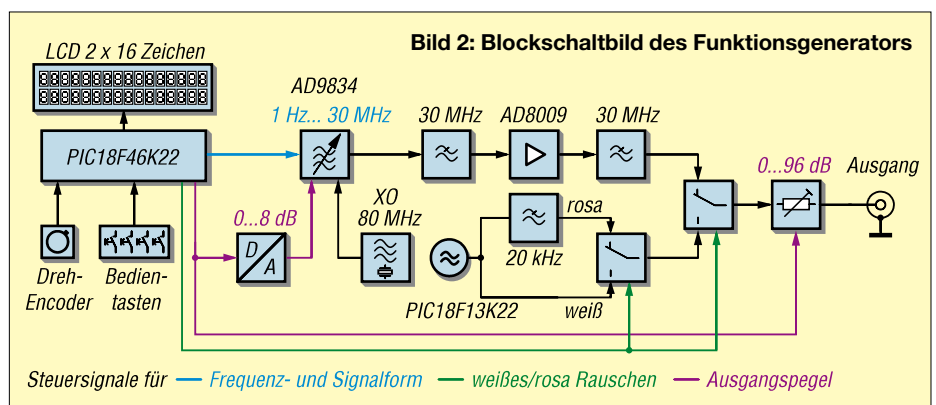 Bild 2: Blockschaltbild des Funktionsgenerators
LCD 2 x 16 Zeichen
AD9834
1 Hz... 30 MHz
30 MHz
AD8009
30 MHz
PIC18F46K22
0...96 dB
Ausgang
0...8 dB
XO
80 MHz
rosa
20 kHz
D
A
Dreh-
Encoder
Bedien-
tasten
PIC18F13K22
weiß
Steuersignale für
Frequenz- und Signalform
weißes/rosa Rauschen
Ausgangspegel